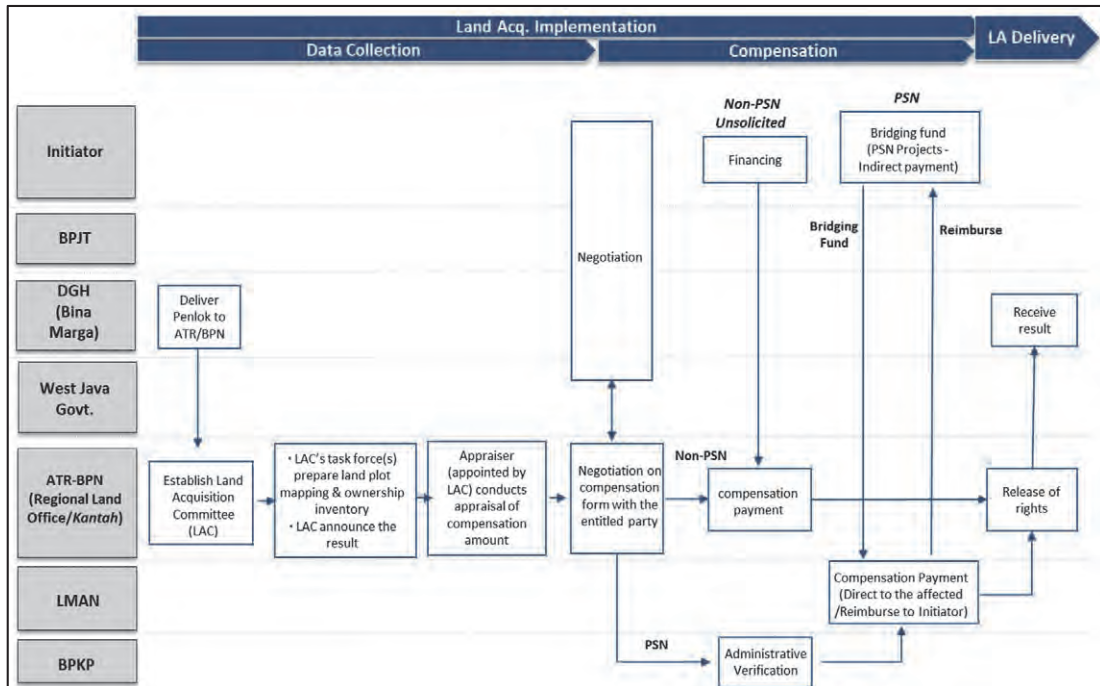 Land Acq. Implementation
LA Delivery
Data Collection
Compensation
Initiator
BPJT
DGH
(Bina
Marga)
West Java
Govt.
ATR-BPN
(Regional Land
Office/Kantah)
LMAN
BPKP
Deliver
Penlok to
ATR/BPN
Establish Land
Acquisition
Committee
(LAC)
· LAC's task force(s)
prepare land plot
mapping & ownership
inventory
· LAC announce the
result
Appraiser
(appointed by
LAC) conducts
appraisal of
compensation
amount
Negotiation
Negotiation on
compensation
form with the
entitled party
Non-PSN
Unsolicited
Financing
Non-PSN
compensation
payment
PSN
Administrative
Verification
PSN
Bridging fund
(PSN Projects -
Indirect payment)
Bridging
Fund
Reimburse
Compensation Payment
(Direct to the affected
/Reimburse to Initiator)
Receive
result
Release of
rights